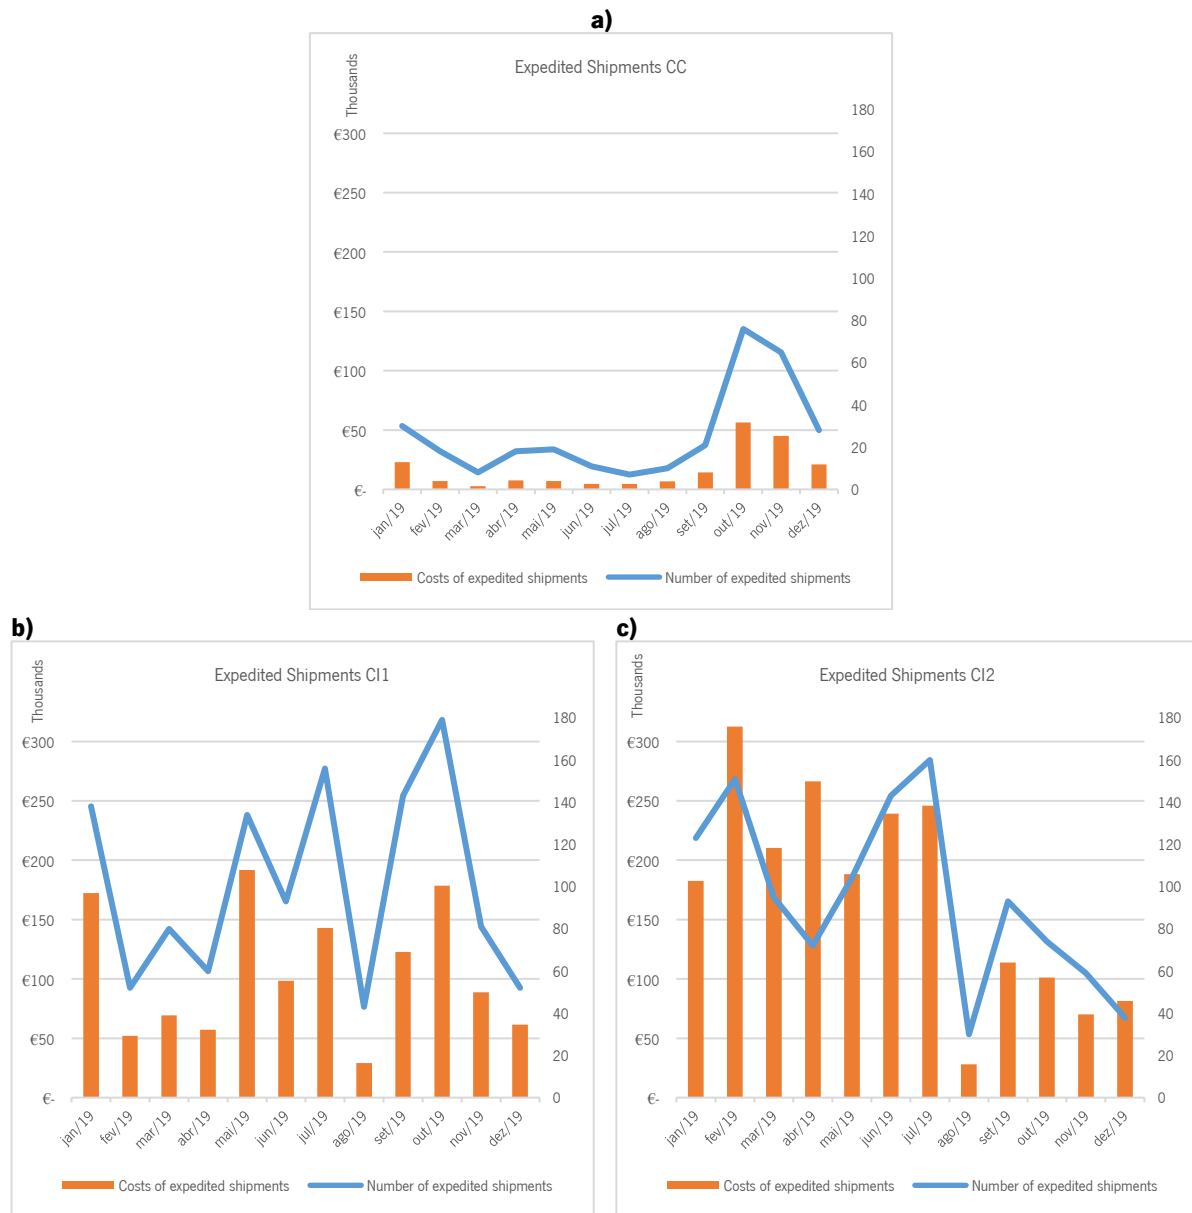 a)
Expedited Shipments CC
Thousands
€300
€250
€200
€150
€100
€50
€-
180
160
140
120
100
80
60
40
20
0
jan/19
fev/19
mar/19
abr/19
mai/19
jun/19
jul/19
ago/19
set/19
out/19
nov/19
dez/19
Costs of expedited shipments
Number of expedited shipments
b)
Expedited Shipments CI1
Thousands
€300
€250
€200
€150
€100
€50
€-
180
160
140
120
100
80
60
40
20
0
jan/19
fev/19
mar/19
abr/19
mai/19
jun/19
jul/19
ago/19
set/19
out/19
nov/19
dez/19
Costs of expedited shipments
Number of expedited shipments
c)
Expedited Shipments CI2
Thousands
€300
€250
€200
€150
€100
€50
€-
180
160
140
120
100
80
60
40
20
0
jan/19
fev/19
mar/19
abr/19
mai/19
jun/19
jul/19
ago/19
set/19
out/19
nov/19
dez/19
Costs of expedited shipments
Number of expedited shipments